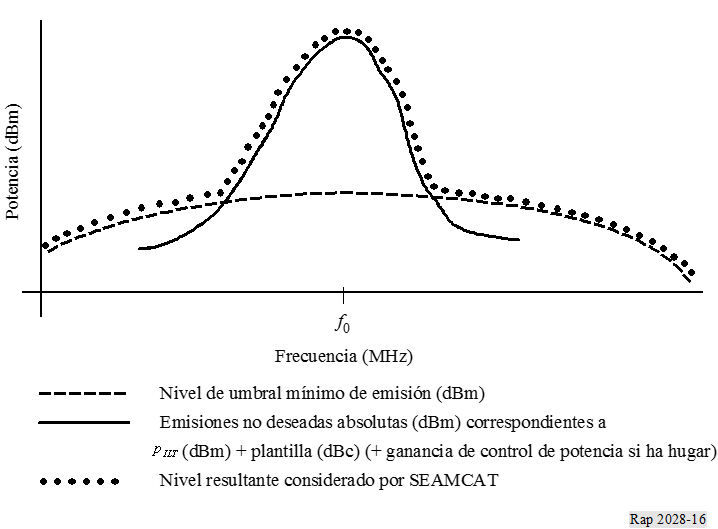 Potencia (dBm)
f0
Frecuencia (MHz)
Nivel de umbral mínimo de emisión (dBm)
Emisiones no deseadas absolutas (dBm) correspondientes a
pIIT (dBm) + plantilla (dBc) (+ ganancia de control de potencia si ha hugar)
Nivel resultante considerado por SEAMCAT
Rap 2028-16